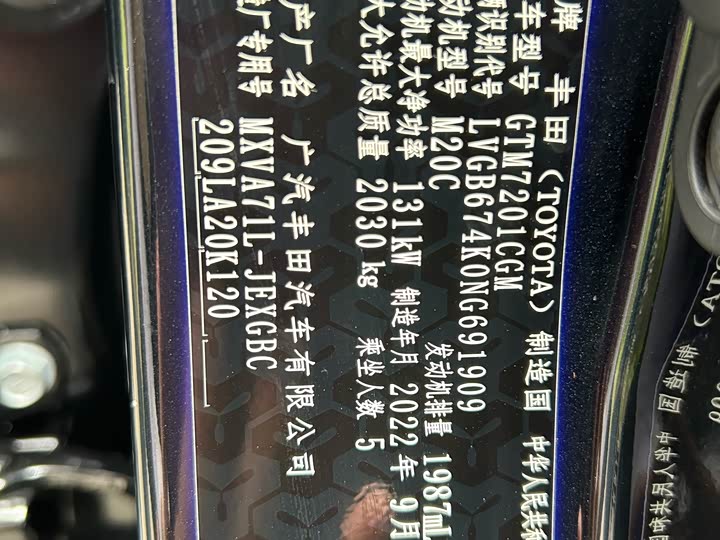 牌 丰田（TOYOTA） 制造国 中华人民共和
车型号 GTM7201CGM
辆识别代号 LVGB674K0NG691909
动机型号 M20C 发动机排量 1987mL
动机最大净功率 131kW 制造年月 2022年 9月
大允许总质量 2030 kg 乘坐人数 5
产厂名 广汽丰田汽车有限公司
厂专用号 MXVA71L-JEXGBC
209LA20K120